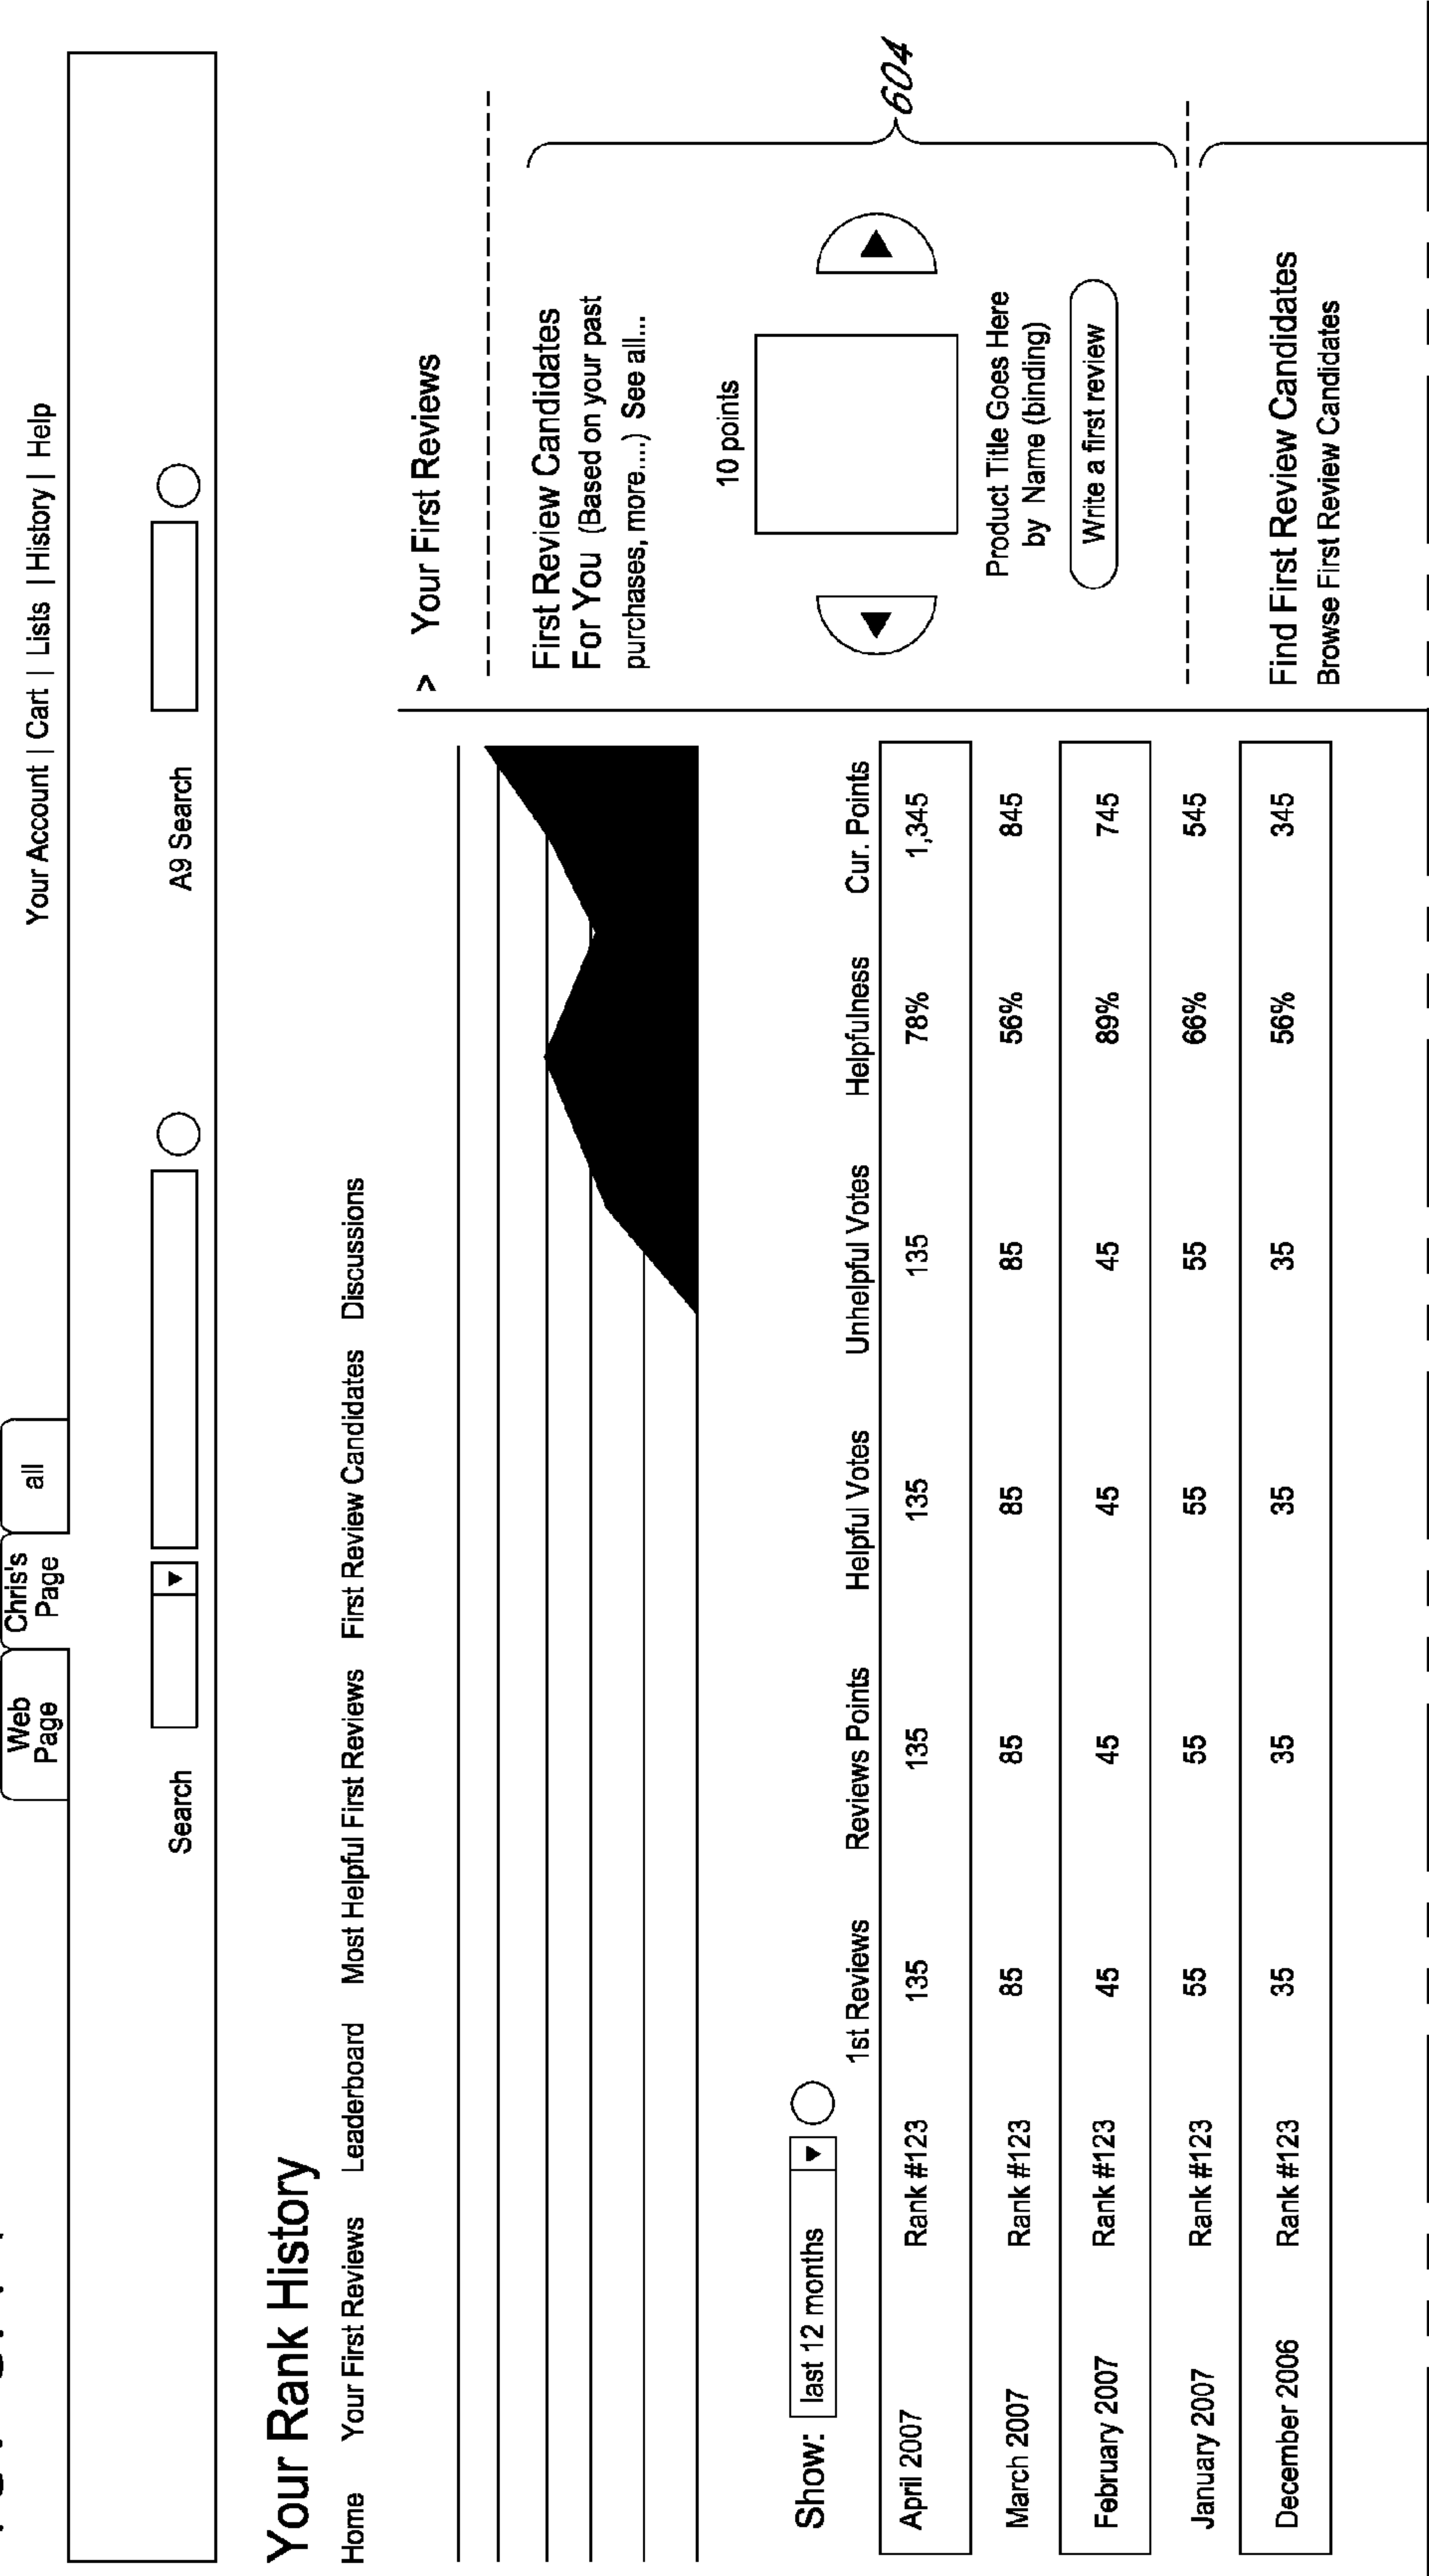 Web
Page
Chris's
Page
all
Your Account | Cart | Lists | History | Help
Search
A9 Search
Your Rank History
Home Your First Reviews Leaderboard Most Helpful First Reviews First Review Candidates Discussions
> Your First Reviews
First Review Candidates
For You (Based on your past
purchases, more....) See all...
10 points
Product Title Goes Here
by Name (binding)
Write a first review
604
Find First Review Candidates
Browse First Review Candidates
Show: last 12 months
1st Reviews Reviews Points Helpful Votes Unhelpful Votes Helpfulness Cur. Points
April 2007 Rank #123 135 135 135 135 78% 1,345
March 2007 Rank #123 85 85 85 85 56% 845
February 2007 Rank #123 45 45 45 45 89% 745
January 2007 Rank #123 55 55 55 55 66% 545
December 2006 Rank #123 35 35 35 35 56% 345